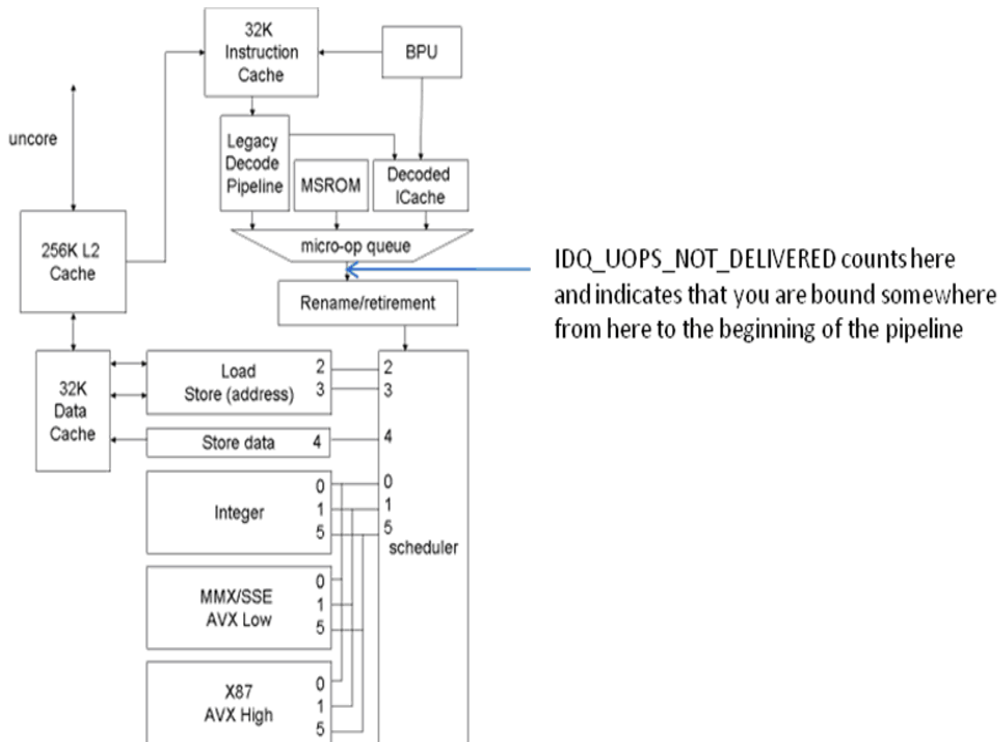 32K
Instruction
Cache
BPU
uncore
Legacy
Decode
Pipeline
MSROM
Decoded
ICache
256K L2
Cache
micro-op queue
IDQ_UOPS_NOT_DELIVERED counts here
and indicates that you are bound somewhere
from here to the beginning of the pipeline
Rename/retirement
32K
Data
Cache
Load
Store (address)
2
3
2
3
Store data
4
4
Integer
0
1
5
0
1
5
scheduler
MMX/SSE
AVX Low
0
1
5
X87
AVX High
0
1
5